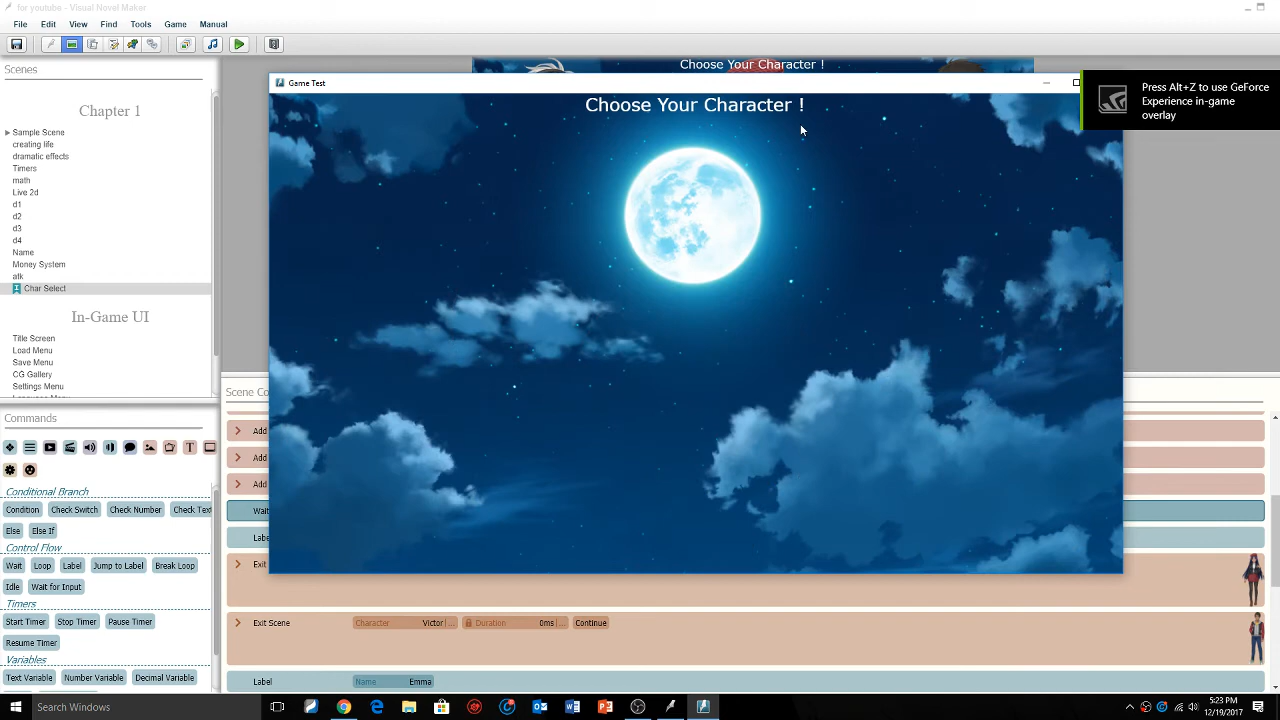 for youtube - Visual Novel Maker
File Edit View Find Tools Game Manual
Scenes
Choose Your Character !
Game Test
Choose Your Character !
Press Alt+Z to use GeForce
Experience in-game
overlay
Chapter 1
Sample Scene
creating life
dramatic effects
Timers
math
Live 2d
d1
d2
d3
d4
Name
Money System
atk
Char Select
In-Game UI
Title Screen
Load Menu
Save Menu
CG Gallery
Settings Menu
Scene Co
Commands
Add
Add
Add
Wait
Labe
Exit
Exit Scene Character Victor ... Duration 0ms ... Continue
Label Name Emma
Conditional Branch
Condition Check Switch Check Number Check Text
Else Else If
Control Flow
Wait Loop Label Jump to Label Break Loop
Idle Wait for Input
Timers
Start Timer Stop Timer Pause Timer
Resume Timer
Variables
Text Variable Number Variable Decimal Variable
Search Windows
5:23 PM
12/19/2017